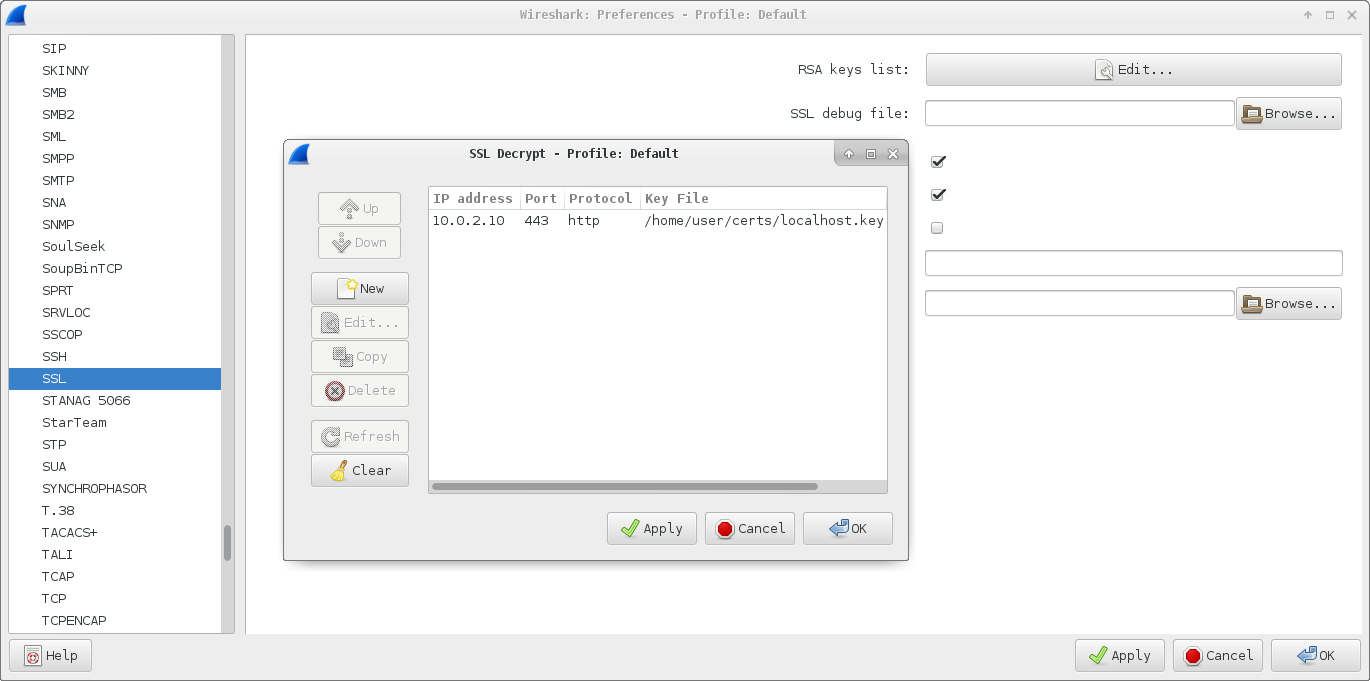 Wireshark: Preferences - Profile: Default
SIP
SKINNY
SMB
SMB2
SML
SMPP
SMTP
SNA
SNMP
SoulSeek
SoupBinTCP
SPRT
SRVLOC
SSCOP
SSH
SSL
STANAG 5066
StarTeam
STP
SUA
SYNCHROPHASOR
T.38
TACACS+
TALI
TCAP
TCP
TCPENCAP
RSA keys list: Edit...
SSL debug file: Browse...
Browse...
SSL Decrypt - Profile: Default
Up
Down
New
Edit...
Copy
Delete
Refresh
Clear
IP address Port Protocol Key File
10.0.2.10 443 http /home/user/certs/localhost.key
Apply Cancel OK
Help Apply Cancel OK